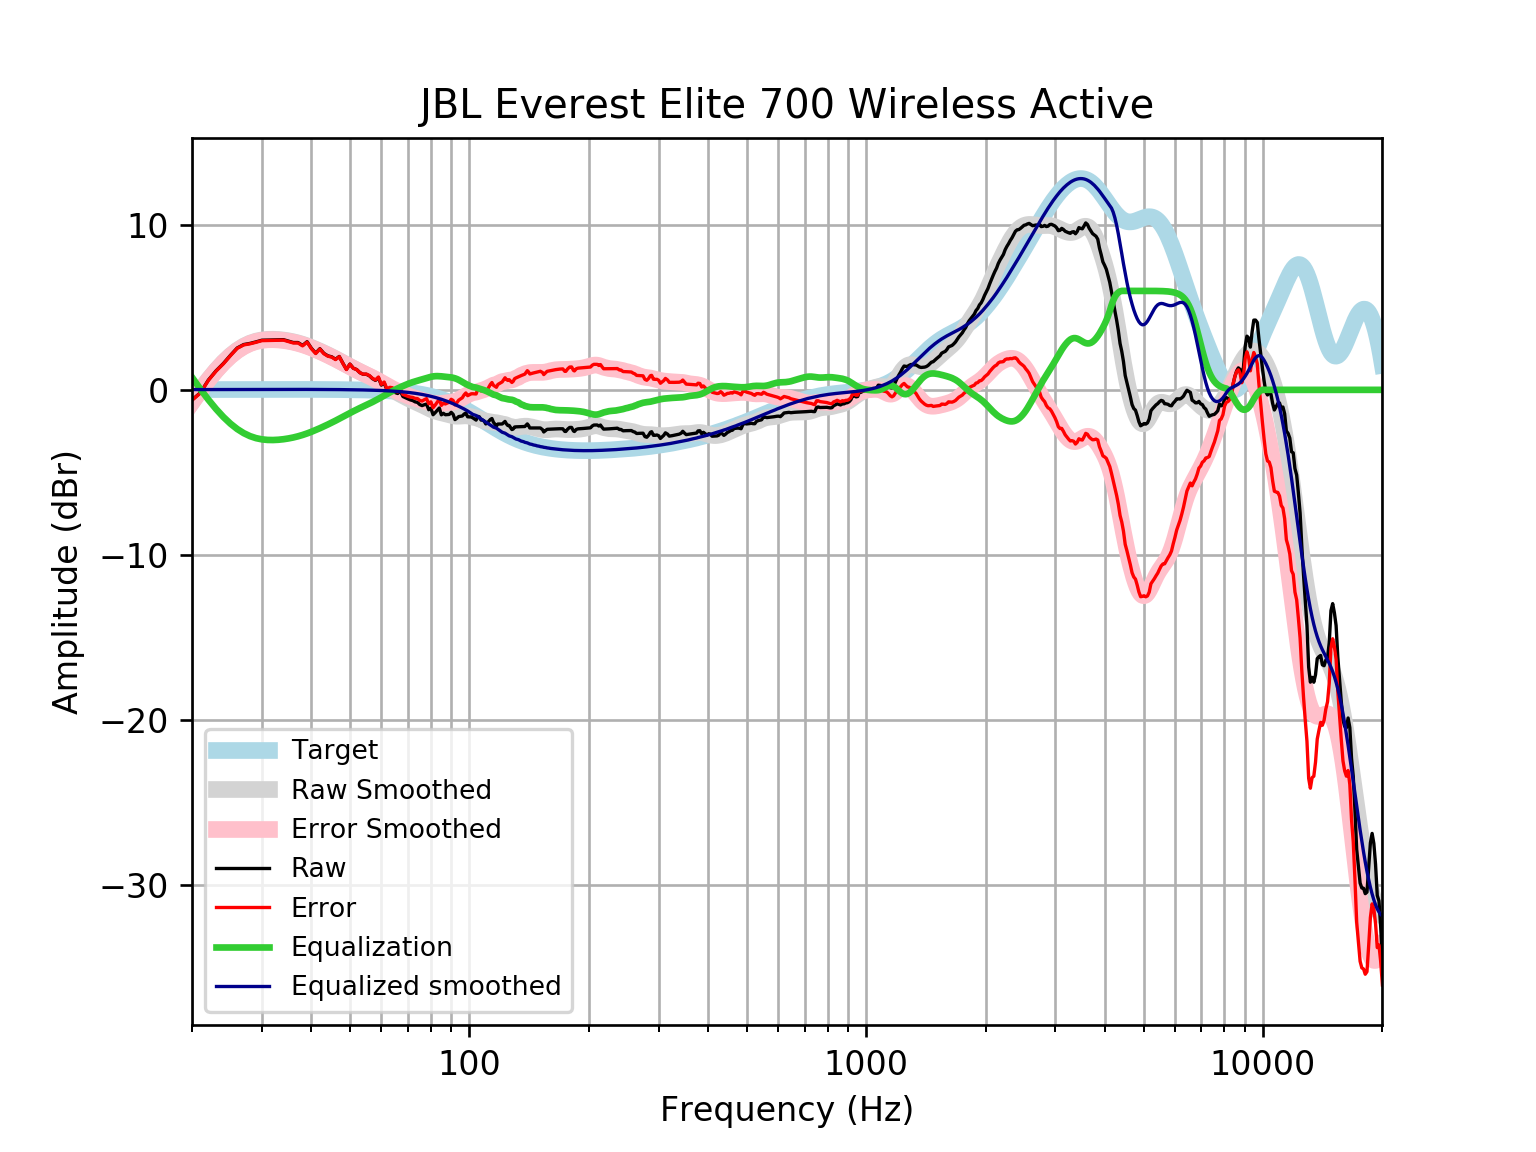 JBL Everest Elite 700 Wireless Active
Amplitude (dBr)
10
0
−10
−20
−30
Target
Raw Smoothed
Error Smoothed
Raw
Error
Equalization
Equalized smoothed
100
1000
10000
Frequency (Hz)